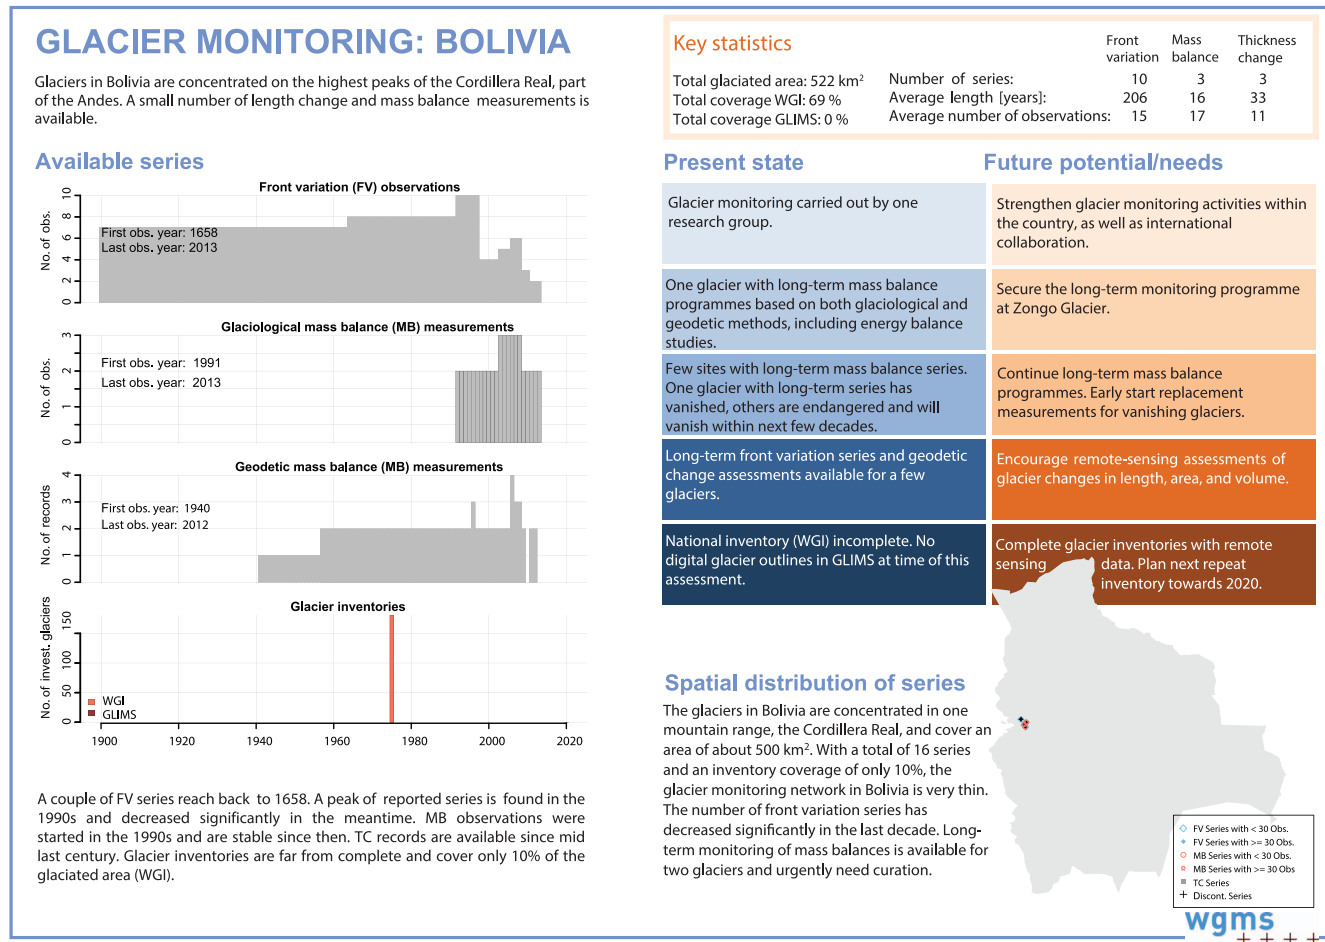 GLACIER MONITORING: BOLIVIA
Glaciers in Bolivia are concentrated on the highest peaks of the Cordillera Real, part
of the Andes. A small number of length change and mass balance measurements is
available.
Key statistics
Total glaciated area: 522 km²
Total coverage WGI: 69 %
Total coverage GLIMS: 0 %
Front variation Mass balance Thickness change
Number of series: 10 3 3
Average length [years]: 206 16 33
Average number of observations: 15 17 11
Available series
Front variation (FV) observations
No. of obs.
0 2 4 6 8 10
First obs. year: 1658
Last obs. year: 2013
Glaciological mass balance (MB) measurements
No. of obs.
0 1 2 3
First obs. year: 1991
Last obs. year: 2013
Geodetic mass balance (MB) measurements
No. of records
0 1 2 3 4
First obs. year: 1940
Last obs. year: 2012
Glacier inventories
No. of invest. glaciers
0 50 100 150
WGI
GLIMS
1900 1920 1940 1960 1980 2000 2020
A couple of FV series reach back to 1658. A peak of reported series is found in the
1990s and decreased significantly in the meantime. MB observations were
started in the 1990s and are stable since then. TC records are available since mid
last century. Glacier inventories are far from complete and cover only 10% of the
glaciated area (WGI).
Present state
Glacier monitoring carried out by one
research group.
One glacier with long-term mass balance
programmes based on both glaciological and
geodetic methods, including energy balance
studies.
Few sites with long-term mass balance series.
One glacier with long-term series has
vanished, others are endangered and will
vanish within next few decades.
Long-term front variation series and geodetic
change assessments available for a few
glaciers.
National inventory (WGI) incomplete. No
digital glacier outlines in GLIMS at time of this
assessment.
Future potential/needs
Strengthen glacier monitoring activities within
the country, as well as international
collaboration.
Secure the long-term monitoring programme
at Zongo Glacier.
Continue long-term mass balance
programmes. Early start replacement
measurements for vanishing glaciers.
Encourage remote-sensing assessments of
glacier changes in length, area, and volume.
Complete glacier inventories with remote
sensing data. Plan next repeat
inventory towards 2020.
Spatial distribution of series
The glaciers in Bolivia are concentrated in one
mountain range, the Cordillera Real, and cover an
area of about 500 km². With a total of 16 series
and an inventory coverage of only 10%, the
glacier monitoring network in Bolivia is very thin.
The number of front variation series has
decreased significantly in the last decade. Long-
term monitoring of mass balances is available for
two glaciers and urgently need curation.
FV Series with < 30 Obs.
FV Series with >= 30 Obs.
MB Series with < 30 Obs.
MB Series with >= 30 Obs
TC Series
Discont. Series
wgms